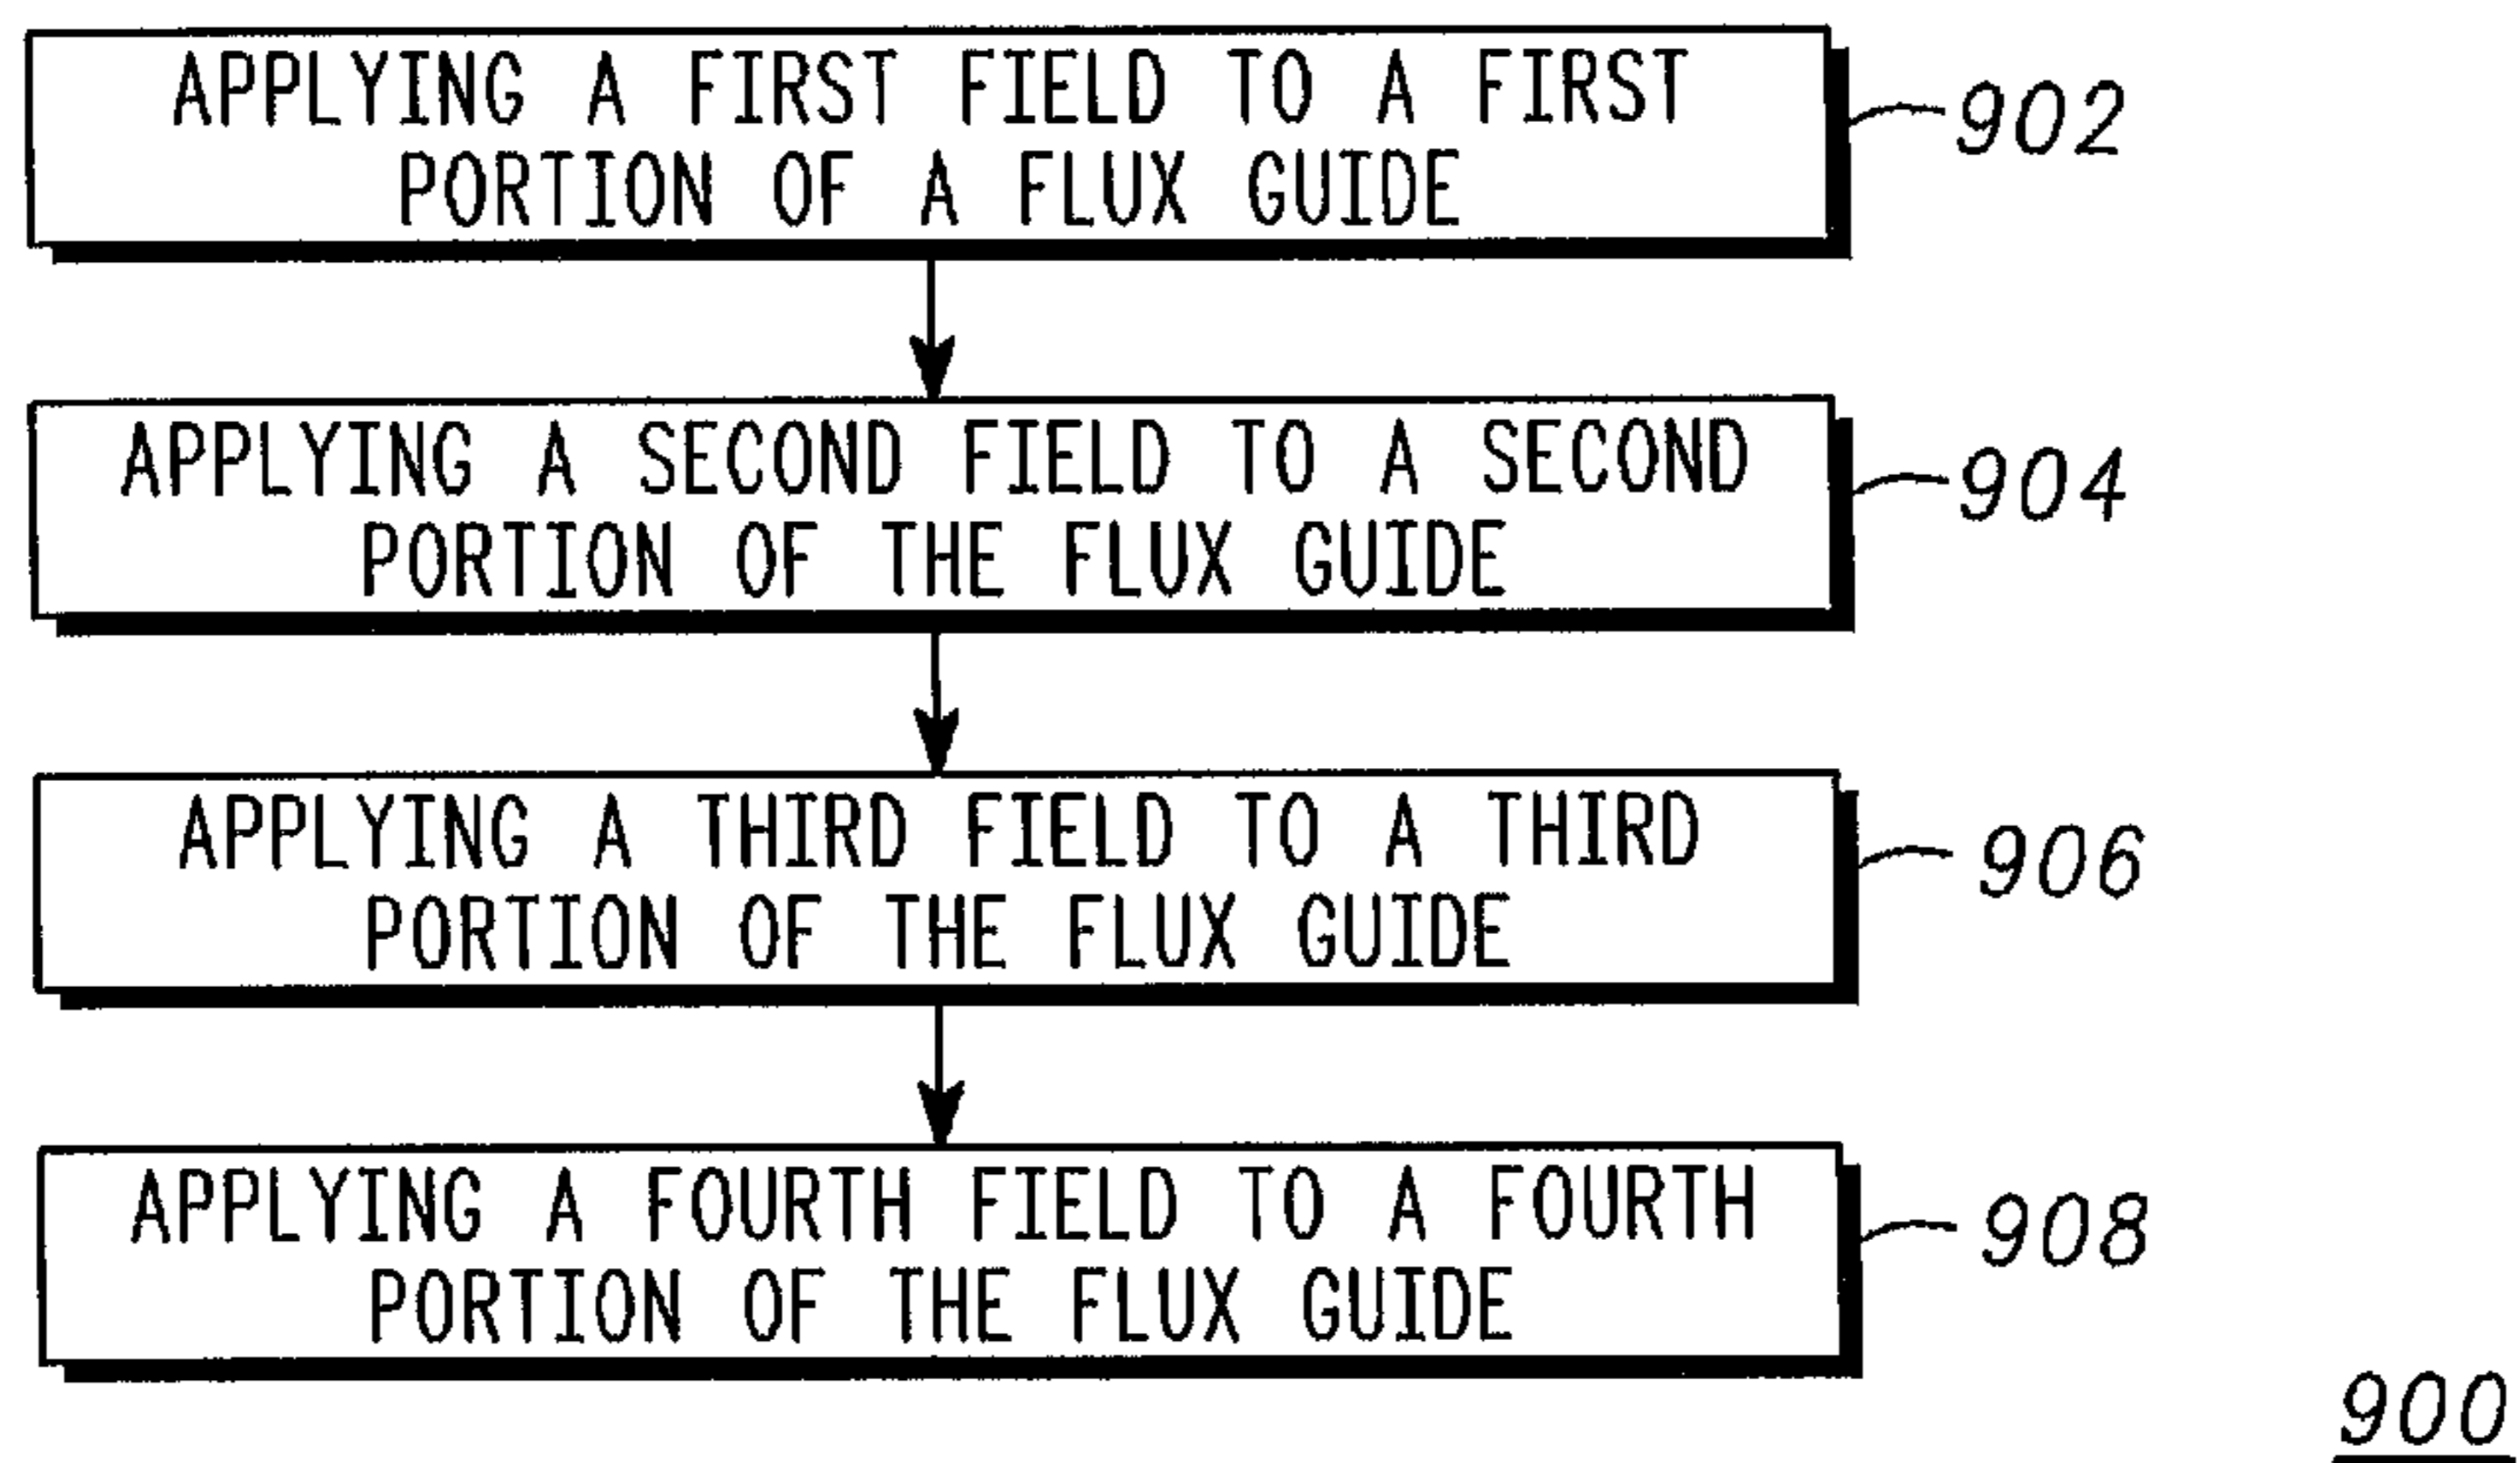 APPLYING A FIRST FIELD TO A FIRST
PORTION OF A FLUX GUIDE
902
APPLYING A SECOND FIELD TO A SECOND
PORTION OF THE FLUX GUIDE
904
APPLYING A THIRD FIELD TO A THIRD
PORTION OF THE FLUX GUIDE
906
APPLYING A FOURTH FIELD TO A FOURTH
PORTION OF THE FLUX GUIDE
908
900